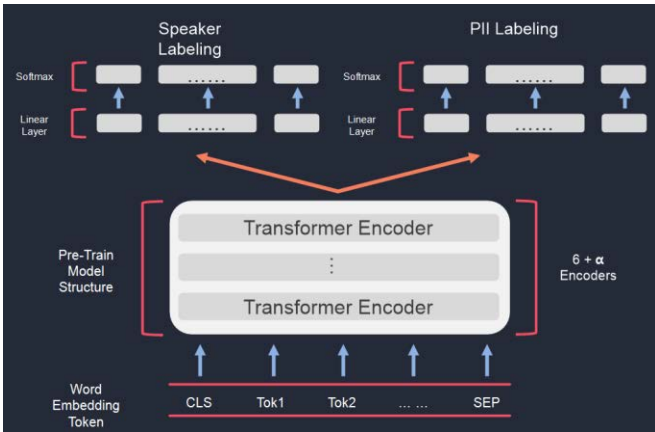 Speaker
Labeling
PII Labeling
Softmax
......
Softmax
......
Linear
Layer
......
Linear
Layer
......
Pre-Train
Model
Structure
Transformer Encoder
⋮
Transformer Encoder
6 + α
Encoders
Word
Embedding
Token
CLS Tok1 Tok2 ... ... SEP